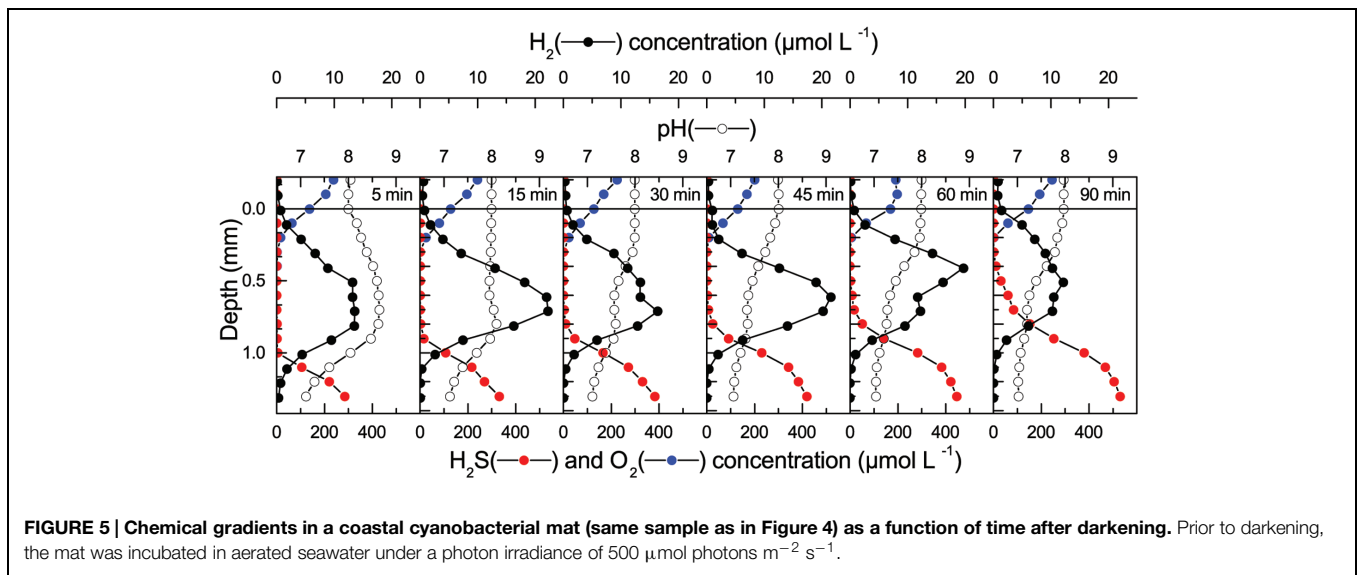 H2(—●—) concentration (µmol L -1)
0 10 20 0 10 20 0 10 20 0 10 20 0 10 20 0 10 20
pH(—○—)
7 8 9 7 8 9 7 8 9 7 8 9 7 8 9 7 8 9
5 min 15 min 30 min 45 min 60 min 90 min
0.0
0.5
1.0
Depth (mm)
0 200 400 0 200 400 0 200 400 0 200 400 0 200 400 0 200 400
H2S(—●—) and O2(—●—) concentration (µmol L -1)
FIGURE 5 | Chemical gradients in a coastal cyanobacterial mat (same sample as in Figure 4) as a function of time after darkening. Prior to darkening,
the mat was incubated in aerated seawater under a photon irradiance of 500 µmol photons m−2 s−1.